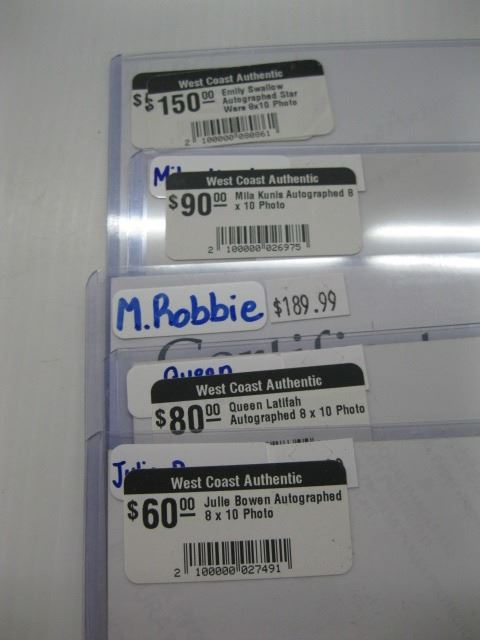 West Coast Authentic
$150.00 Emily Swallow
Autographed Star
Wars 8x10 Photo
2 100000 080861
West Coast Authentic
$90.00 Mila Kunis Autographed 8
x 10 Photo
2 100000 026975
M.Robbie $189.99
Queen
West Coast Authentic
$80.00 Queen Latifah
Autographed 8 x 10 Photo
West Coast Authentic
$60.00 Julie Bowen Autographed
8 x 10 Photo
2 100000 027491